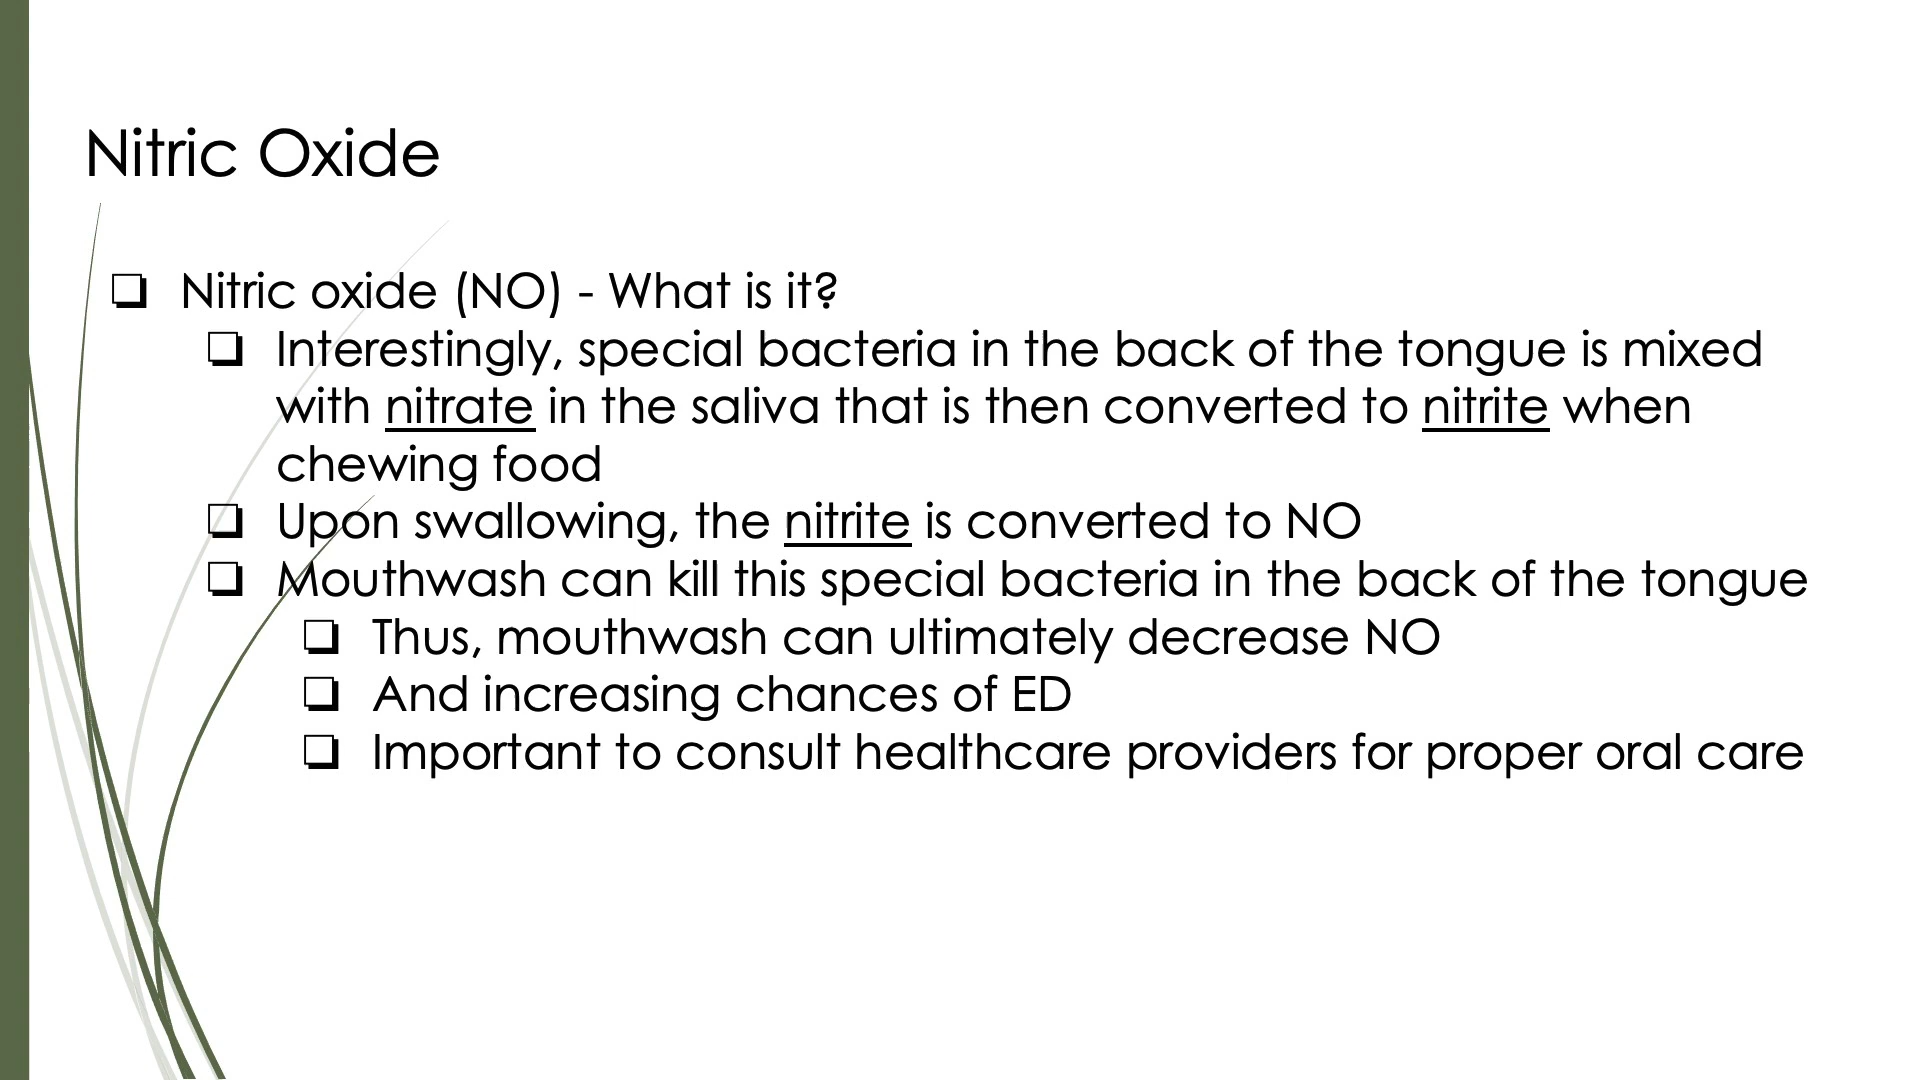 Nitric Oxide
❏ Nitric oxide (NO) - What is it?
❏ Interestingly, special bacteria in the back of the tongue is mixed
with nitrate in the saliva that is then converted to nitrite when
chewing food
❏ Upon swallowing, the nitrite is converted to NO
❏ Mouthwash can kill this special bacteria in the back of the tongue
❏ Thus, mouthwash can ultimately decrease NO
❏ And increasing chances of ED
❏ Important to consult healthcare providers for proper oral care